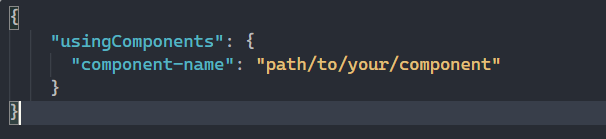 {
    "usingComponents": {
      "component-name": "path/to/your/component"
    }
}